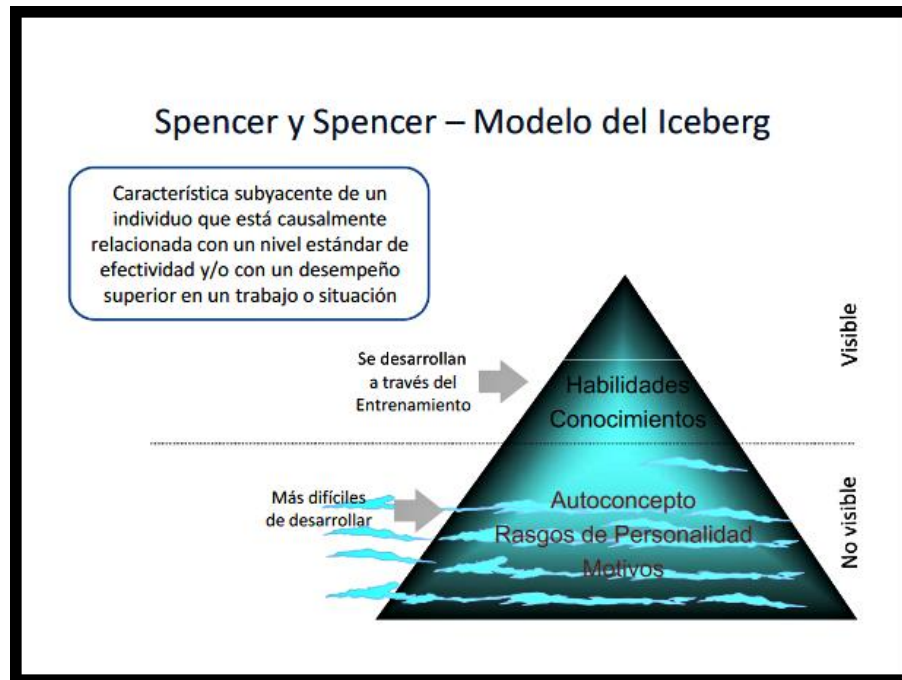 Spencer y Spencer – Modelo del Iceberg
Característica subyacente de un
individuo que está causalmente
relacionada con un nivel estándar de
efectividad y/o con un desempeño
superior en un trabajo o situación
Se desarrollan
a través del
Entrenamiento
Habilidades
Conocimientos
Visible
Más difíciles
de desarrollar
Autoconcepto
Rasgos de Personalidad
Motivos
No visible